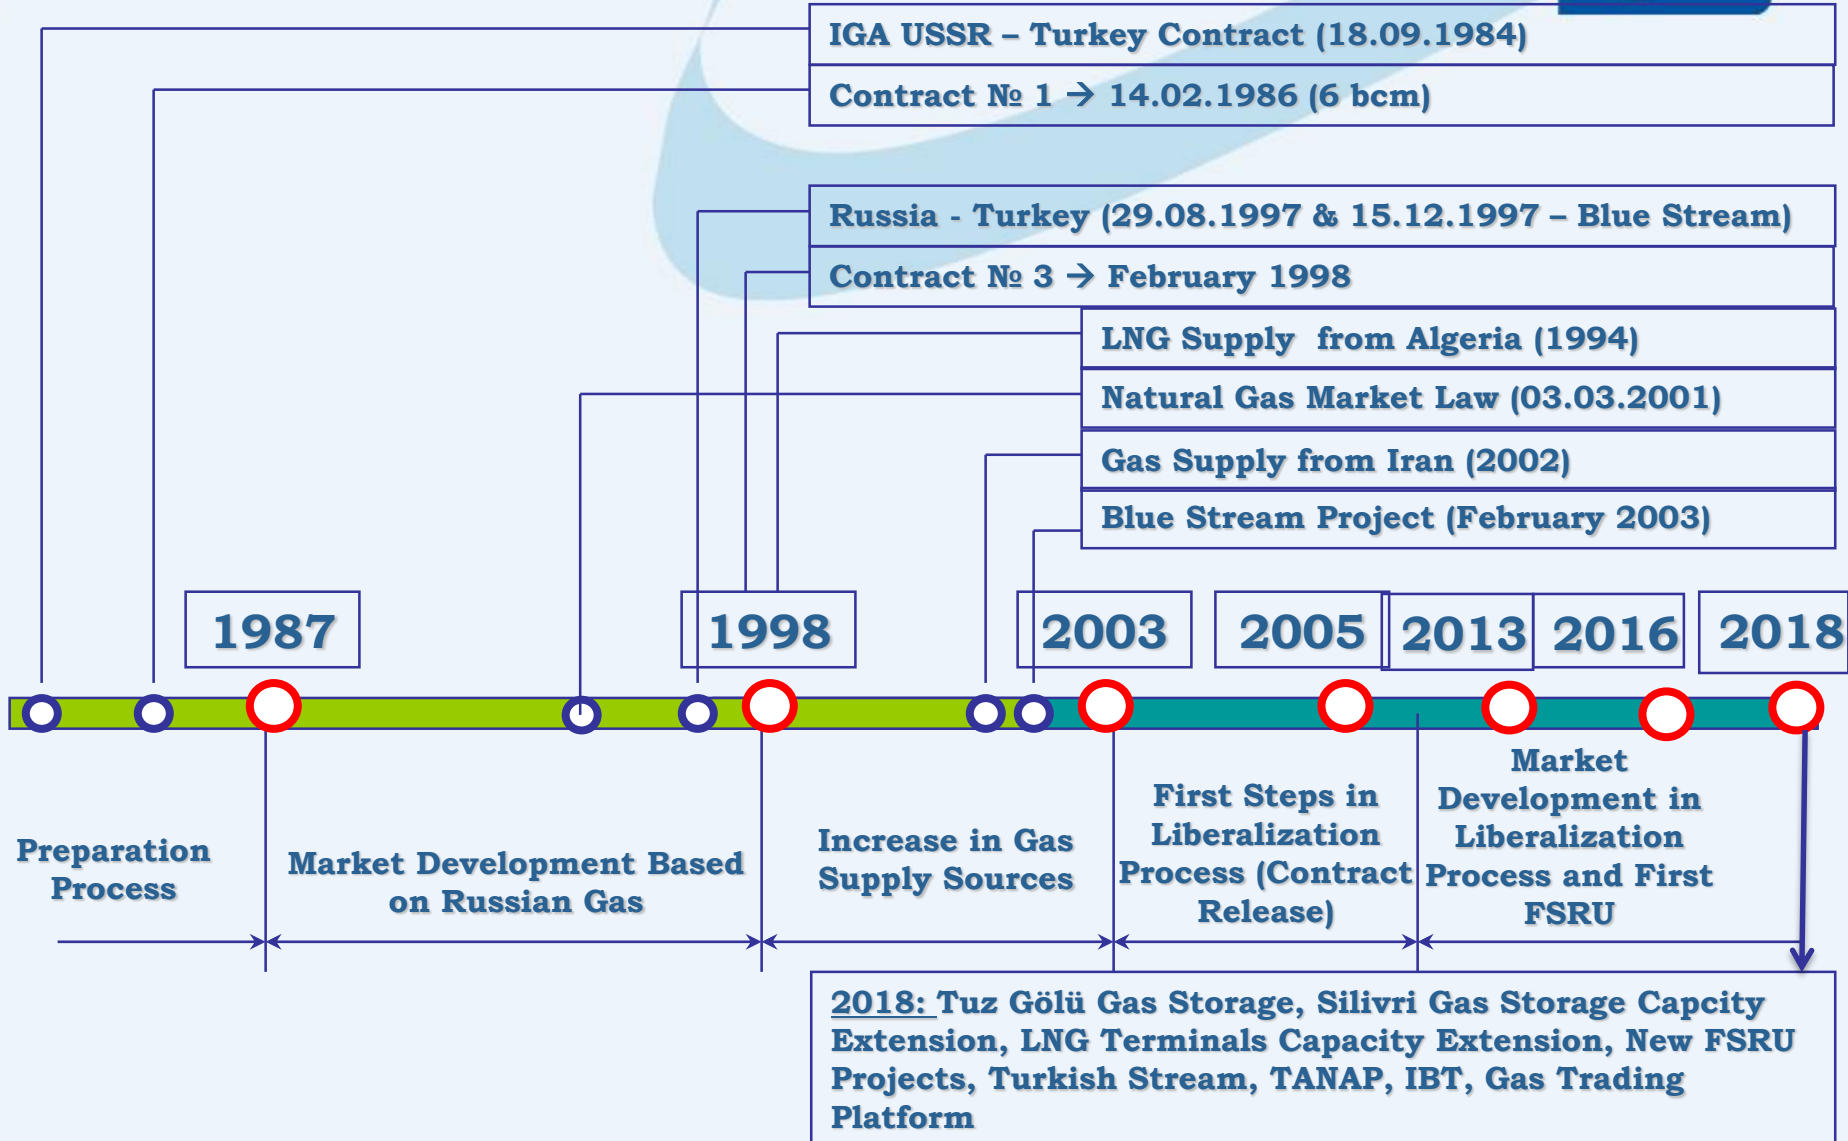 IGA USSR – Turkey Contract (18.09.1984)
Contract № 1 → 14.02.1986 (6 bcm)
Russia - Turkey (29.08.1997 & 15.12.1997 – Blue Stream)
Contract № 3 → February 1998
LNG Supply from Algeria (1994)
Natural Gas Market Law (03.03.2001)
Gas Supply from Iran (2002)
Blue Stream Project (February 2003)
1987
1998
2003
2005
2013
2016
2018
Preparation
Process
Market Development Based
on Russian Gas
Increase in Gas
Supply Sources
First Steps in
Liberalization
Process (Contract
Release)
Market
Development in
Liberalization
Process and First
FSRU
2018: Tuz Gölü Gas Storage, Silivri Gas Storage Capcity
Extension, LNG Terminals Capacity Extension, New FSRU
Projects, Turkish Stream, TANAP, IBT, Gas Trading
Platform